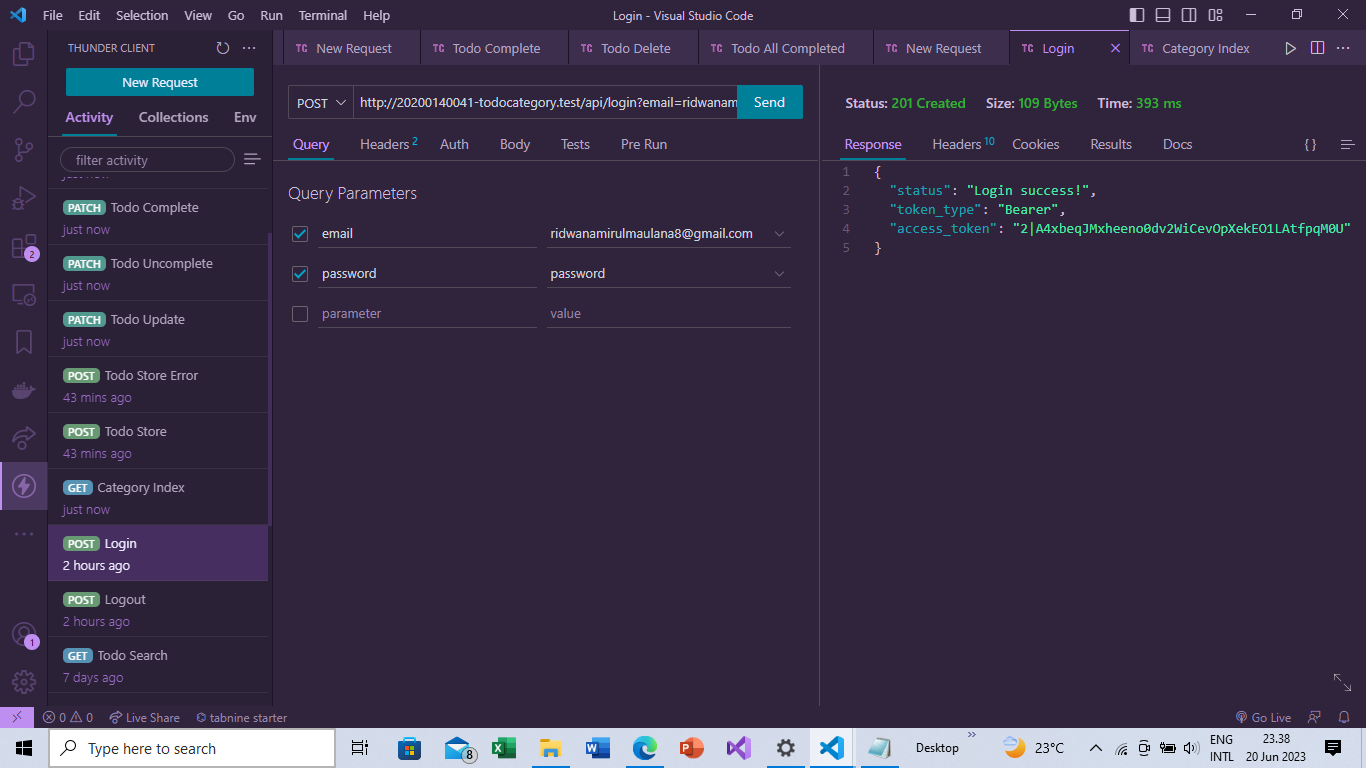 File Edit Selection View Go Run Terminal Help
Login - Visual Studio Code
THUNDER CLIENT
New Request
Activity Collections Env
filter activity
just now
PATCH Todo Complete
just now
PATCH Todo Uncomplete
just now
PATCH Todo Update
just now
POST Todo Store Error
43 mins ago
POST Todo Store
43 mins ago
GET Category Index
just now
POST Login
2 hours ago
POST Logout
2 hours ago
GET Todo Search
7 days ago
2
1
TC New Request TC Todo Complete TC Todo Delete TC Todo All Completed TC New Request TC Login TC Category Index
POST http://20200140041-todocategory.test/api/login?email=ridwanam Send
Query Headers 2 Auth Body Tests Pre Run
Query Parameters
email ridwanamirulmaulana8@gmail.com
password password
parameter value
Status: 201 Created Size: 109 Bytes Time: 393 ms
Response Headers 10 Cookies Results Docs {}
1 {
2 "status": "Login success!",
3 "token_type": "Bearer",
4 "access_token": "2|A4xbeqJMxheeno0dv2WiCevOpXekEO1LAtfpqM0U"
5 }
0 0 Live Share tabnine starter
Go Live
Type here to search
8
Desktop
23°C
ENG
INTL
23.38
20 Jun 2023